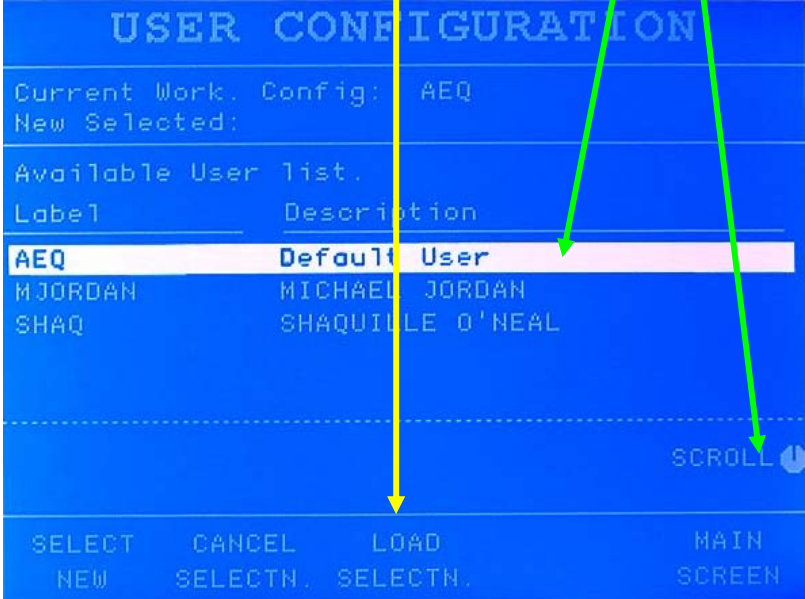 USER CONFIGURATION
Current Work. Config: AEQ
New Selected:
Available User list.
Label Description
AEQ Default User
MJORDAN MICHAEL JORDAN
SHAQ SHAQUILLE O'NEAL
SCROLL
SELECT CANCEL LOAD MAIN
NEW SELECTN. SELECTN. SCREEN